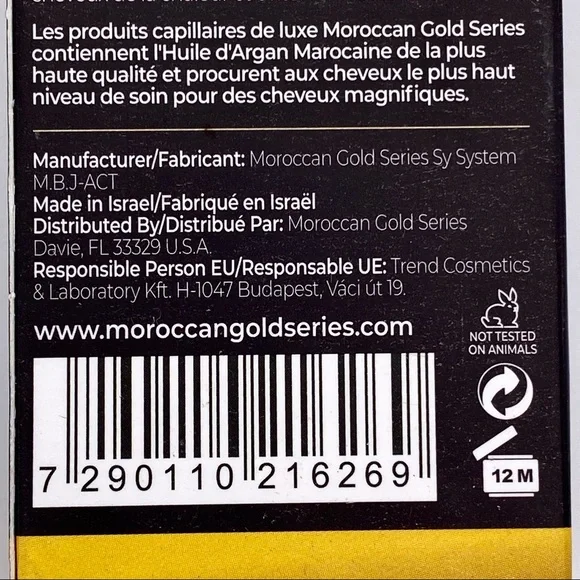 Les produits capillaires de luxe Moroccan Gold Series
contiennent l'Huile d'Argan Marocaine de la plus
haute qualité et procurent aux cheveux le plus haut
niveau de soin pour des cheveux magnifiques.
Manufacturer/Fabricant: Moroccan Gold Series Sy System
M.B.J-ACT
Made in Israel/Fabriqué en Israël
Distributed By/Distribué Par: Moroccan Gold Series
Davie, FL 33329 U.S.A.
Responsible Person EU/Responsable UE: Trend Cosmetics
& Laboratory Kft. H-1047 Budapest, Váci út 19.
www.moroccangoldseries.com
NOT TESTED
ON ANIMALS
12 M
7 290110 216269